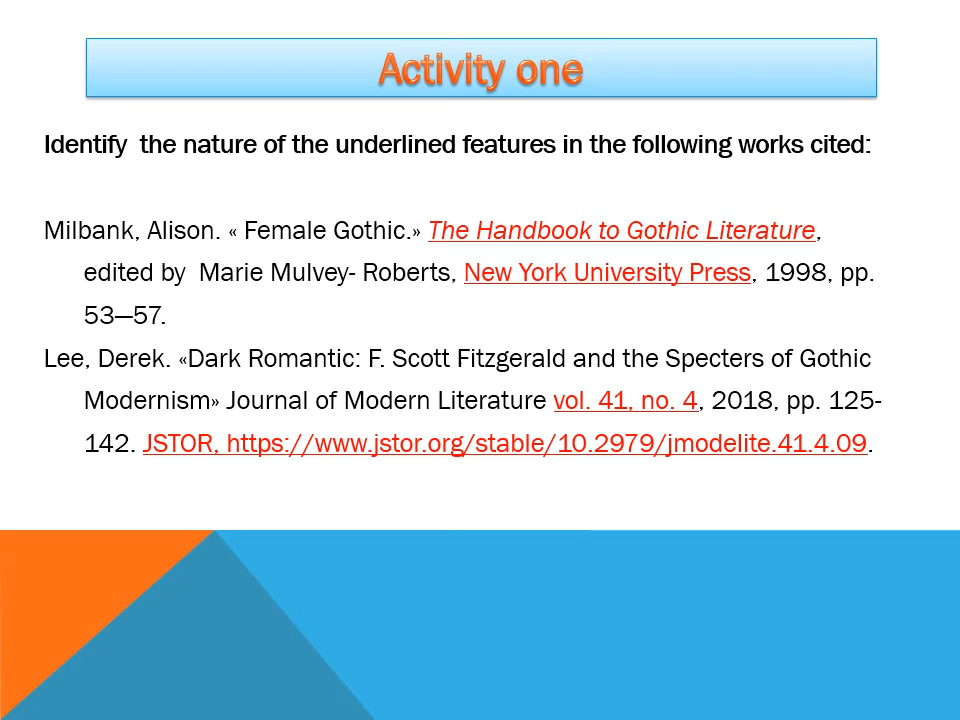 Activity one
Identify  the nature of the underlined features in the following works cited:
Milbank, Alison. « Female Gothic.» The Handbook to Gothic Literature,
edited by  Marie Mulvey- Roberts, New York University Press, 1998, pp.
53—57.
Lee, Derek. «Dark Romantic: F. Scott Fitzgerald and the Specters of Gothic
Modernism» Journal of Modern Literature vol. 41, no. 4, 2018, pp. 125-
142. JSTOR, https://www.jstor.org/stable/10.2979/jmodelite.41.4.09.